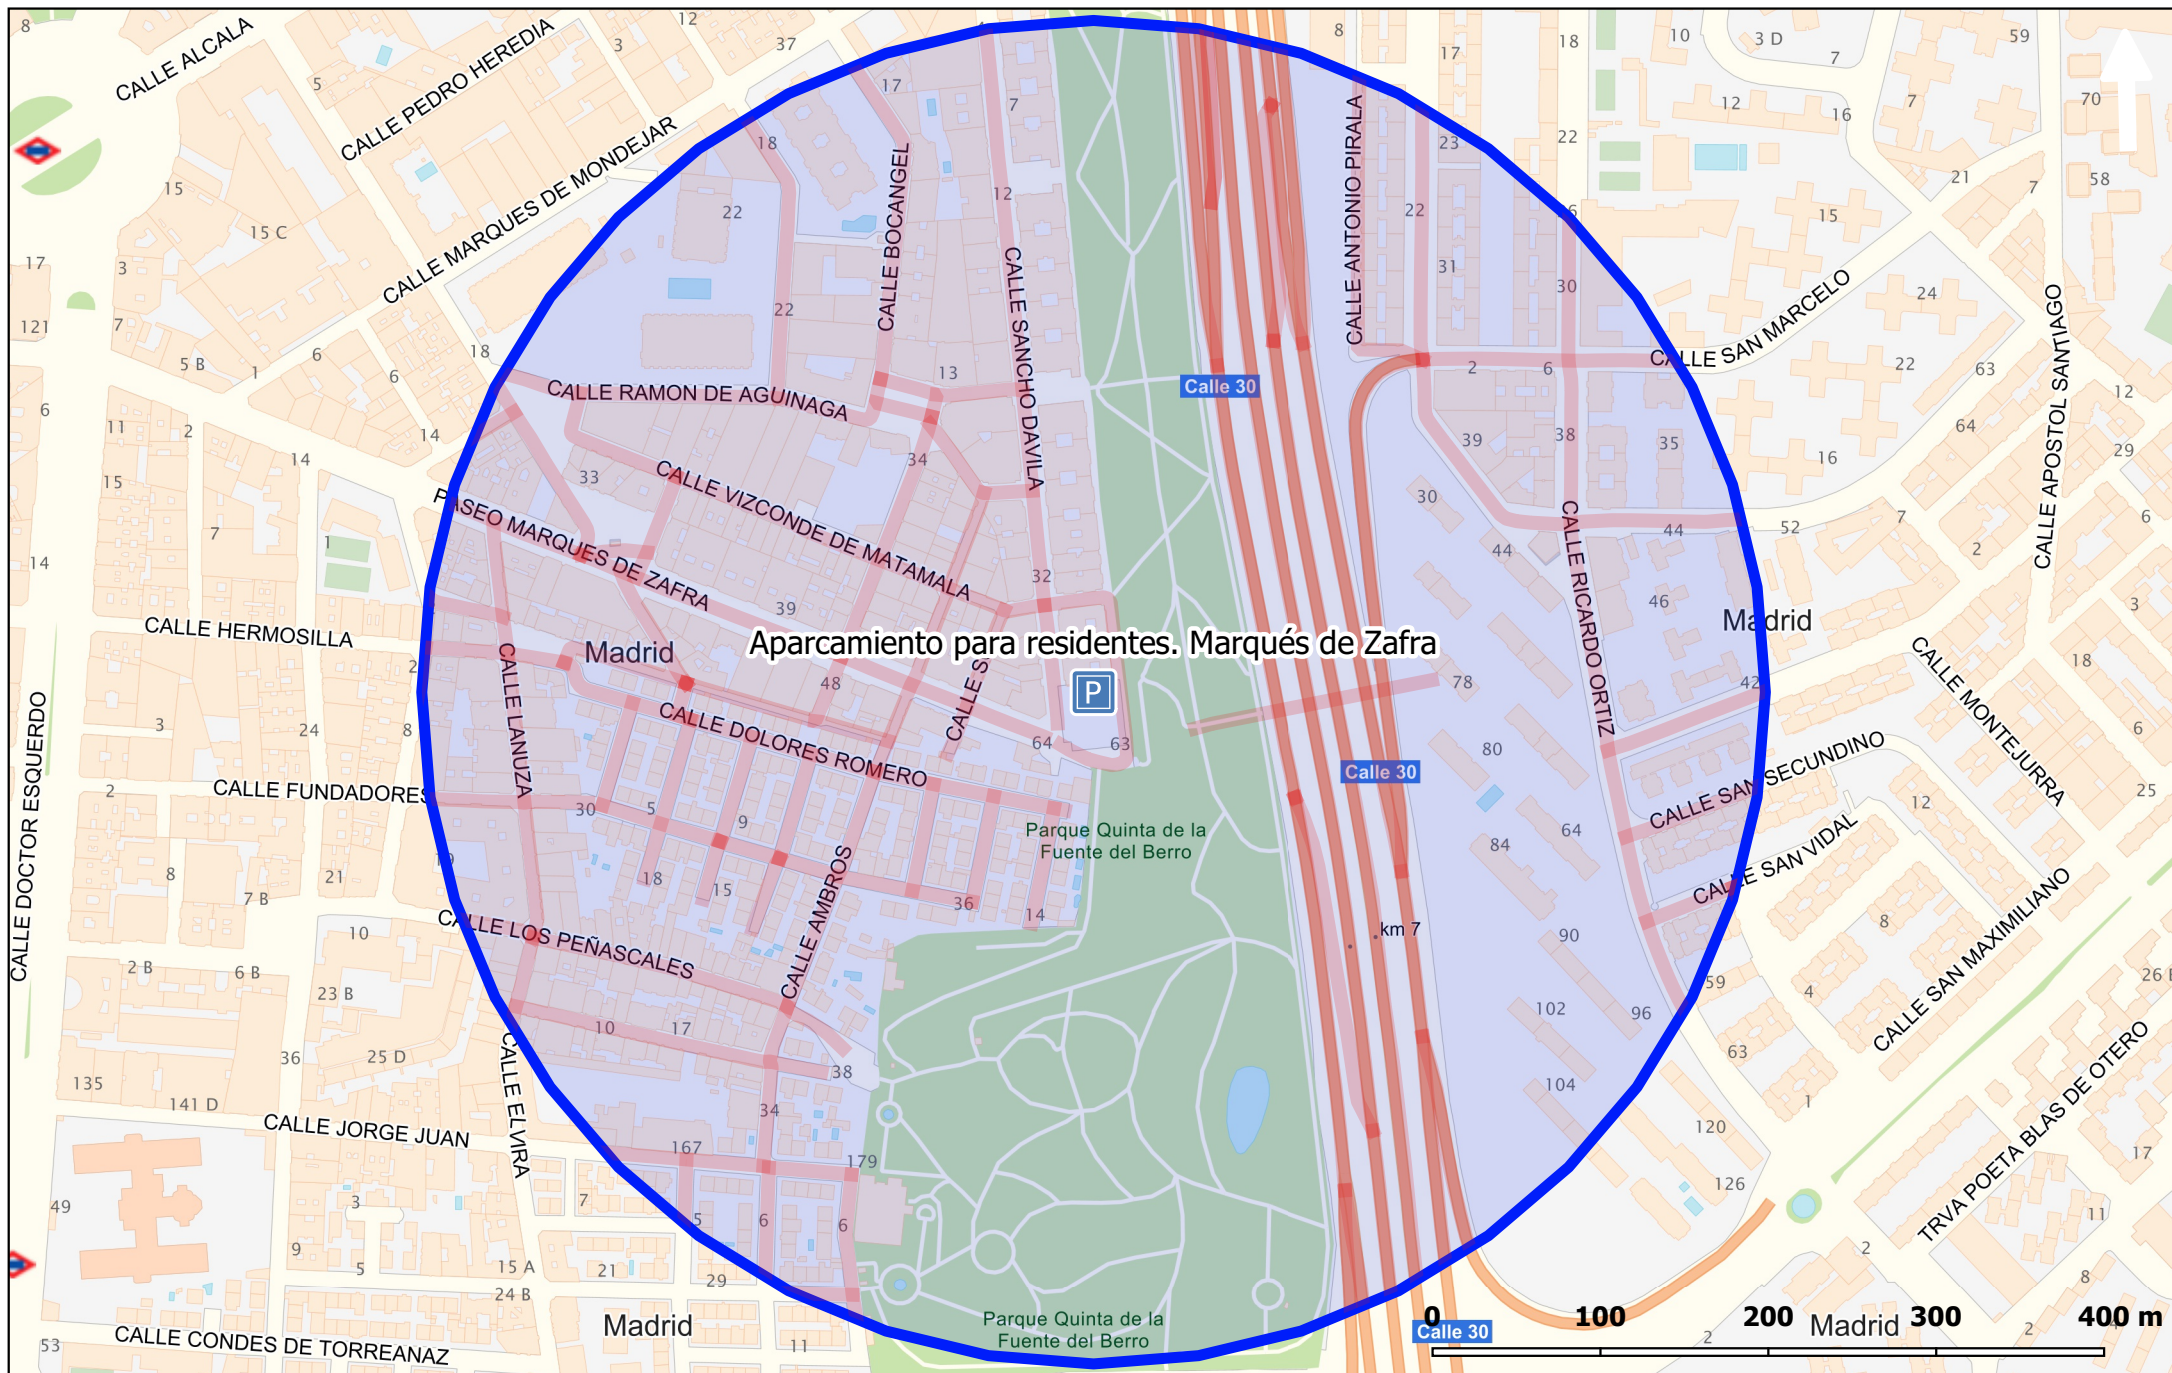 CALLE ALCALA
CALLE PEDRO HEREDIA
CALLE MARQUES DE MONDEJAR
CALLE BOCANGEL
CALLE SANCHO DAVILA
CALLE ANTONIO PIRALA
CALLE SAN MARCELO
CALLE APOSTOL SANTIAGO
CALLE RAMON DE AGUINAGA
CALLE VIZCONDE DE MATAMALA
PASEO MARQUES DE ZAFRA
Calle 30
CALLE RICARDO ORTIZ
CALLE HERMOSILLA
Madrid
Aparcamiento para residentes. Marqués de Zafra
P
Madrid
CALLE MONTEJURRA
CALLE LANUZA
CALLE DOLORES ROMERO
CALLE S
CALLE DOCTOR ESQUERDO
CALLE FUNDADORES
Calle 30
CALLE SAN SECUNDINO
CALLE SAN VIDAL
CALLE SAN MAXIMILIANO
Parque Quinta de la
Fuente del Berro
CALLE AMBROS
CALLE LOS PEÑASCALES
km 7
CALLE ELVIRA
CALLE JORGE JUAN
TRVA POETA BLAS DE OTERO
CALLE CONDES DE TORREANAZ
Madrid
Parque Quinta de la
Fuente del Berro
Calle 30
Madrid
0 100 200 300 400 m